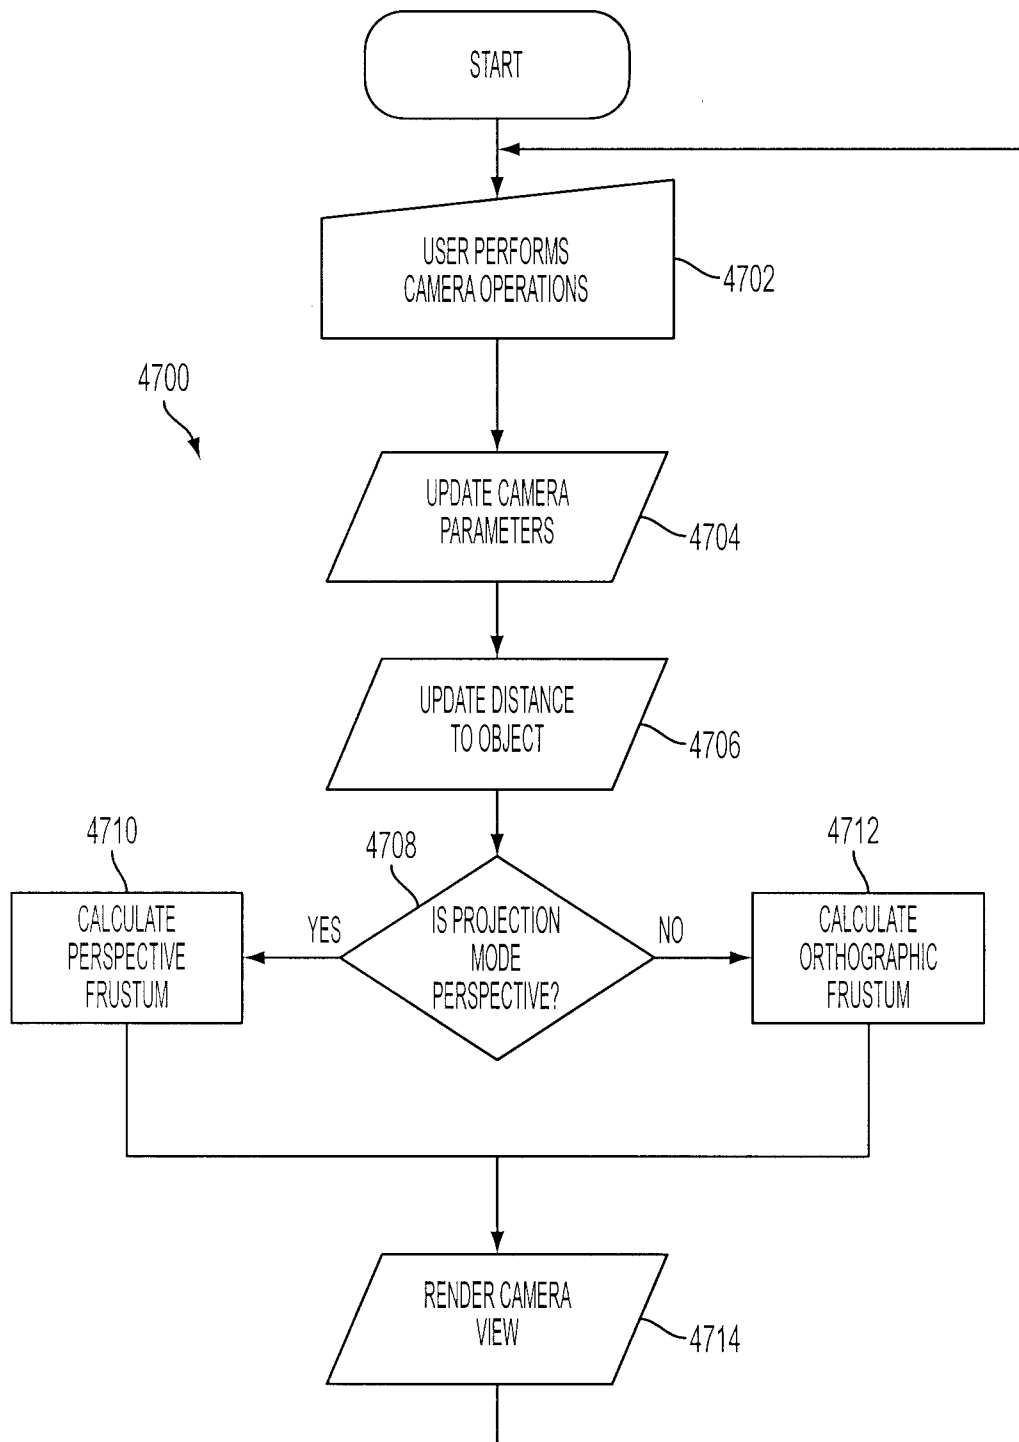 START
USER PERFORMS
CAMERA OPERATIONS
4702
4700
UPDATE CAMERA
PARAMETERS
4704
UPDATE DISTANCE
TO OBJECT
4706
4710
4708
4712
CALCULATE
PERSPECTIVE
FRUSTUM
YES
IS PROJECTION
MODE
PERSPECTIVE?
NO
CALCULATE
ORTHOGRAPHIC
FRUSTUM
RENDER CAMERA
VIEW
4714